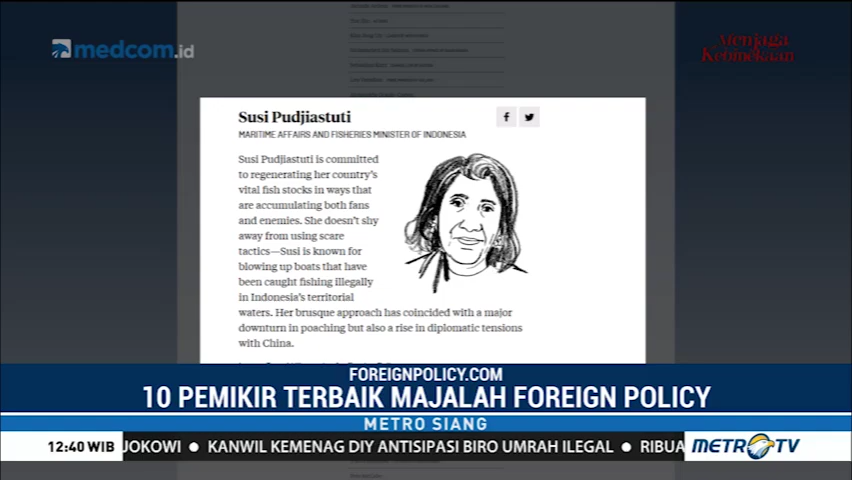 medcom.id
Menjaga
Kebinekaan
Susi Pudjiastuti
MARITIME AFFAIRS AND FISHERIES MINISTER OF INDONESIA
Susi Pudjiastuti is committed
to regenerating her country's
vital fish stocks in ways that
are accumulating both fans
and enemies. She doesn't shy
away from using scare
tactics—Susi is known for
blowing up boats that have
been caught fishing illegally
in Indonesia's territorial
waters. Her brusque approach has coincided with a major
downturn in poaching but also a rise in diplomatic tensions
with China.
FOREIGNPOLICY.COM
10 PEMIKIR TERBAIK MAJALAH FOREIGN POLICY
METRO SIANG
12:40 WIB JOKOWI ● KANWIL KEMENAG DIY ANTISIPASI BIRO UMRAH ILEGAL ● RIBUA METRO TV